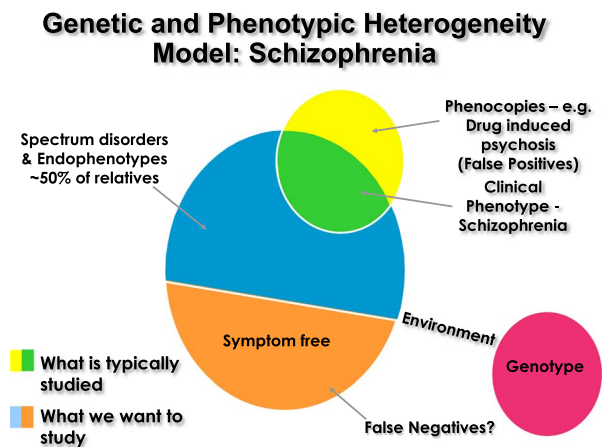 Genetic and Phenotypic Heterogeneity
Model: Schizophrenia
Phenocopies – e.g.
Drug induced
psychosis
(False Positives)
Clinical
Phenotype -
Schizophrenia
Spectrum disorders
& Endophenotypes
~50% of relatives
Symptom free
Environment
Genotype
What is typically
studied
What we want to
study
False Negatives?